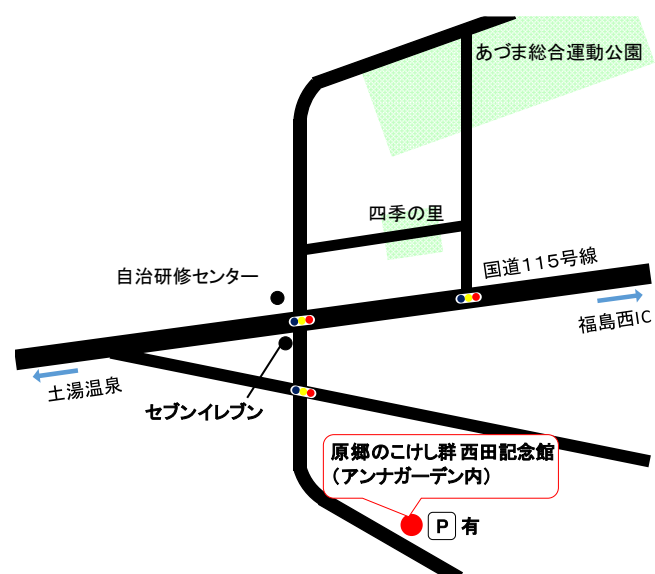 あづま総合運動公園
四季の里
国道115号線
自治研修センター
福島西IC
土湯温泉
セブンイレブン
原郷のこけし群 西田記念館
(アンナガーデン内)
P 有